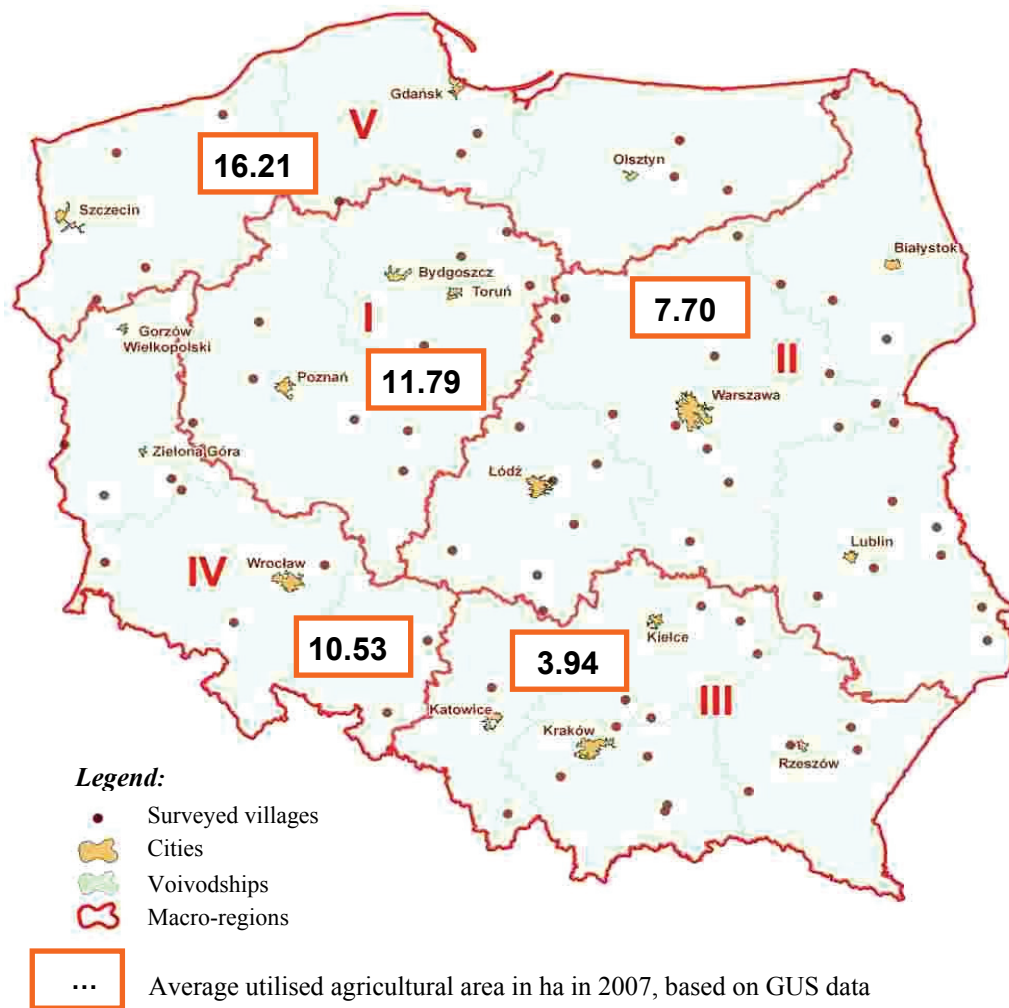 Gdańsk
V
16.21
Olsztyn
Szczecin
Białystok
Bydgoszcz
Toruń
I
7.70
Gorzów
Wielkopolski
II
Poznań
11.79
Warszawa
Zielona Góra
Łódź
Lublin
IV
Wrocław
Kielce
10.53
3.94
III
Katowice
Kraków
Rzeszów
Legend:
Surveyed villages
Cities
Voivodships
Macro-regions
... Average utilised agricultural area in ha in 2007, based on GUS data